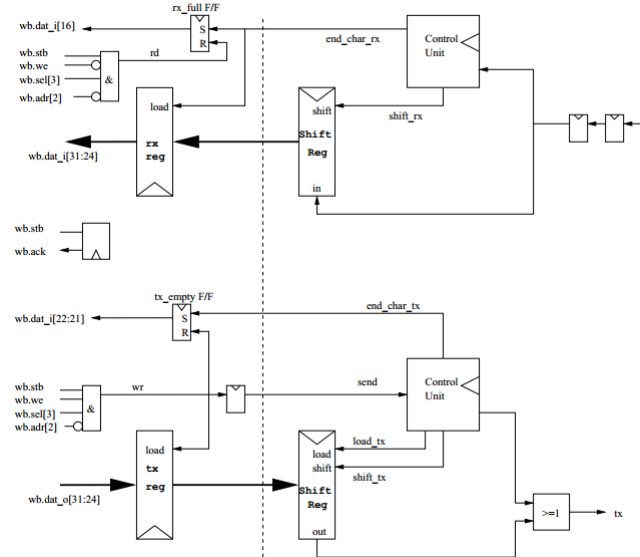 rx_full F/F
wb.dat_i[16]
S
R
end_char_rx
Control
Unit
wb.stb
wb.we
wb.sel[3]
wb.adr[2]
&
rd
load
rx
reg
shift
Shift
Reg
in
shift_rx
wb.dat_i[31:24]
wb.stb
wb.ack
tx_empty F/F
wb.dat_i[22:21]
S
R
end_char_tx
wb.stb
wb.we
wb.sel[3]
wb.adr[2]
&
wr
send
Control
Unit
load
tx
reg
load
shift
Shift
Reg
out
load_tx
shift_tx
wb.dat_o[31:24]
>=1
tx